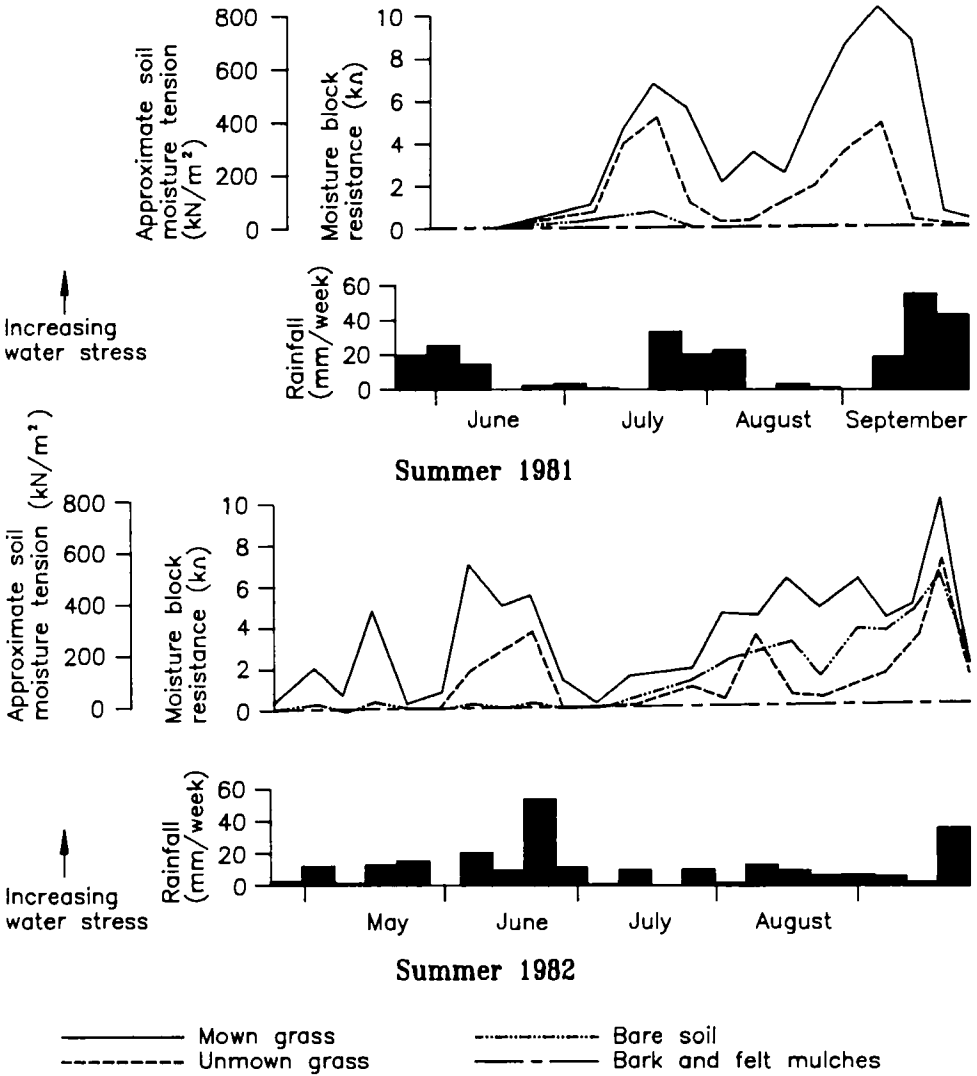 Approximate soil
moisture tension
(kN/m²)
800
600
400
200
0
Moisture block
resistance (kΩ)
10
8
6
4
2
0
Increasing
water stress
Rainfall
(mm/week)
60
40
20
0
June
July
August
September
Summer 1981
Approximate soil
moisture tension (kN/m²)
800
600
400
200
0
Moisture block
resistance (kΩ)
10
8
6
4
2
0
Increasing
water stress
Rainfall
(mm/week)
60
40
20
0
May
June
July
August
Summer 1982
Mown grass
Unmown grass
Bare soil
Bark and felt mulches